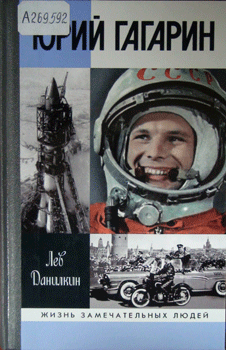 А269592
ЮРИЙ ГАГАРИН
СССР
Лев
Данилкин
ЖИЗНЬ ЗАМЕЧАТЕЛЬНЫХ ЛЮДЕЙ